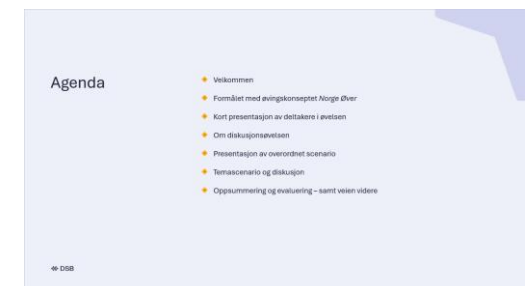 Agenda
Velkommen
Formålet med øvingskonseptet Norge Øver
Kort presentasjon av deltakere i øvelsen
Om diskusjonsøvelsen
Presentasjon av overordnet scenario
Temascenario og diskusjon
Oppsummering og evaluering – samt veien videre
DSB